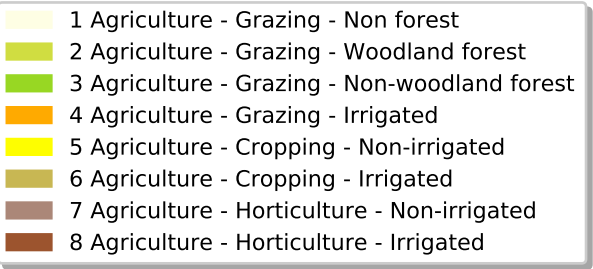 1 Agriculture - Grazing - Non forest
2 Agriculture - Grazing - Woodland forest
3 Agriculture - Grazing - Non-woodland forest
4 Agriculture - Grazing - Irrigated
5 Agriculture - Cropping - Non-irrigated
6 Agriculture - Cropping - Irrigated
7 Agriculture - Horticulture - Non-irrigated
8 Agriculture - Horticulture - Irrigated